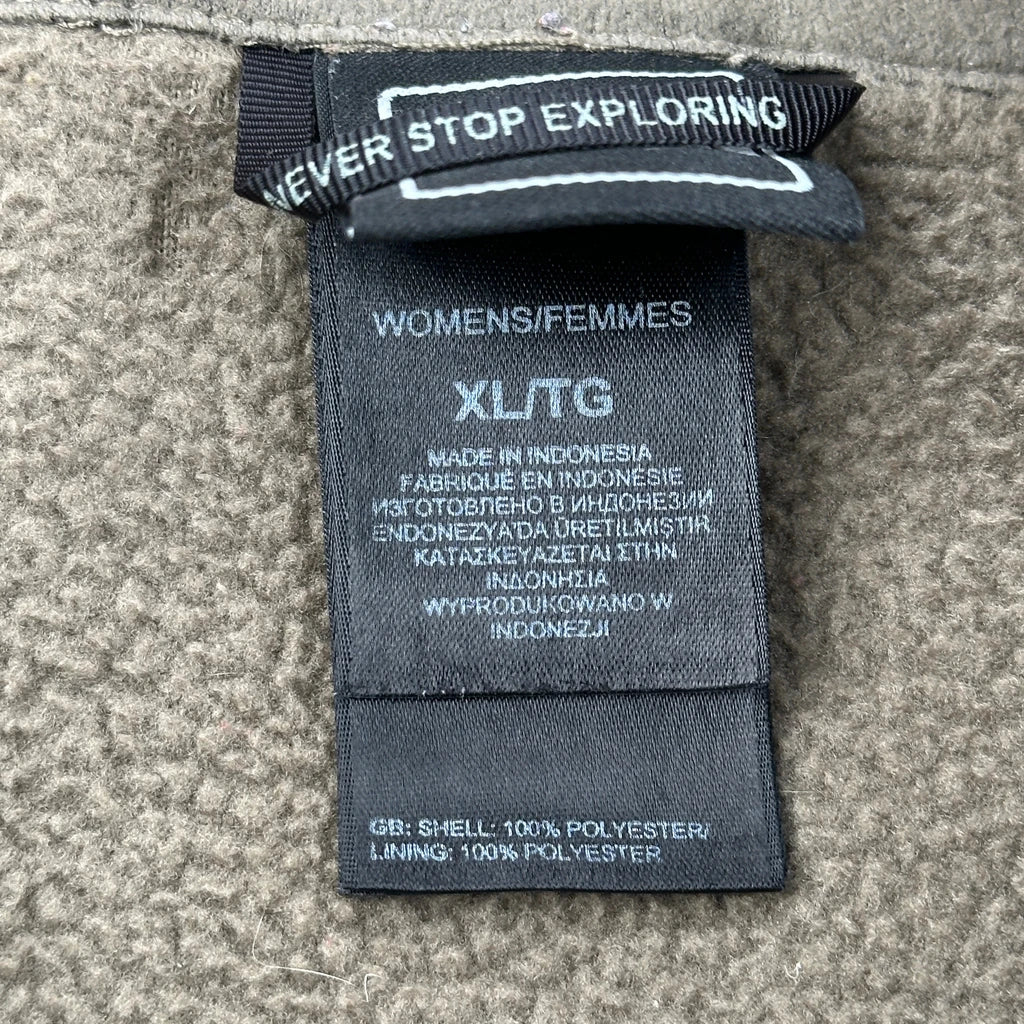 NEVER STOP EXPLORING
WOMENS/FEMMES
XL/TG
MADE IN INDONESIA
FABRIQUÉ EN INDONÉSIE
ИЗГОТОВЛЕНО В ИНДОНЕЗИИ
ENDONEZYA'DA ÜRETILMIŞTIR
ΚΑΤΑΣΚΕΥΑΖΕΤΑΙ ΣΤΗΝ
ΙΝΔΟΝΗΣΙΑ
WYPRODUKOWANO W
INDONEZJI
GB: SHELL: 100% POLYESTER/
LINING: 100% POLYESTER